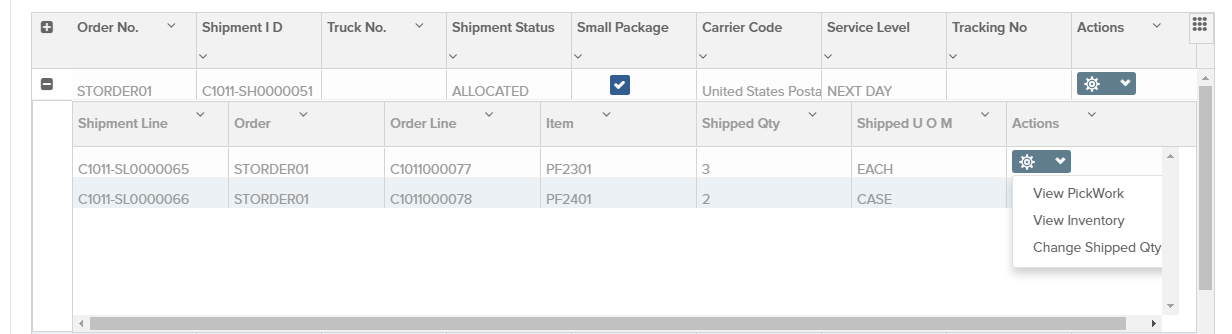 Order No. Shipment I D Truck No. Shipment Status Small Package Carrier Code Service Level Tracking No Actions
STORDER01 C1011-SH0000051 ALLOCATED United States Posta NEXT DAY
Shipment Line Order Order Line Item Shipped Qty Shipped U O M Actions
C1011-SL0000065 STORDER01 C1011000077 PF2301 3 EACH
C1011-SL0000066 STORDER01 C1011000078 PF2401 2 CASE
View PickWork
View Inventory
Change Shipped Qty